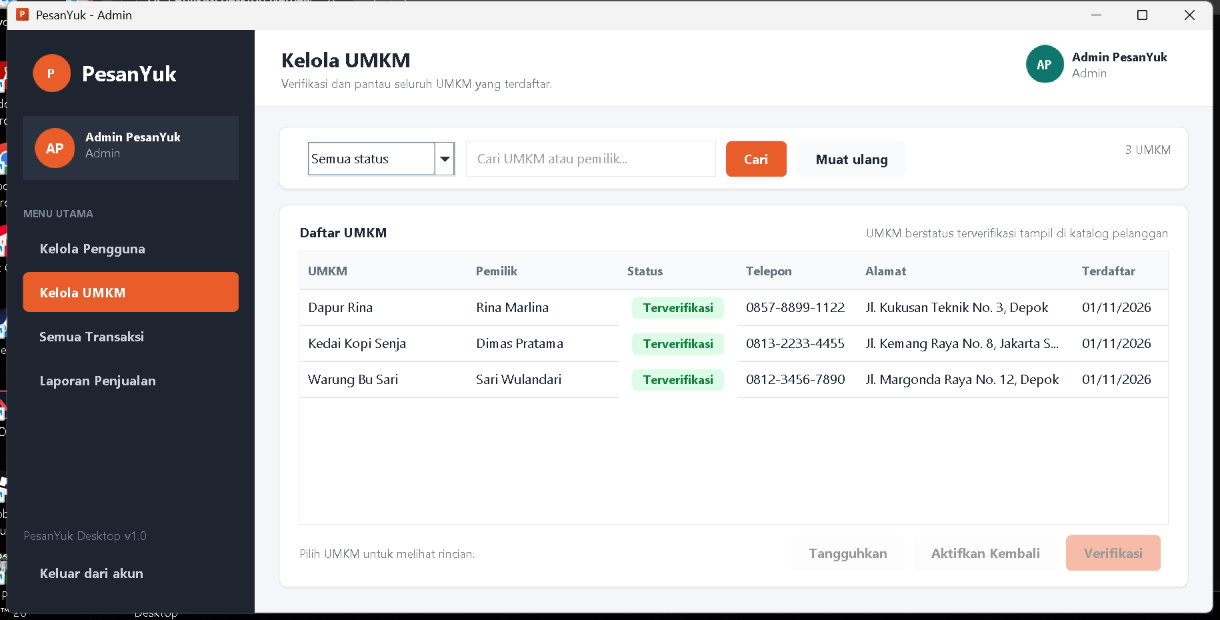 P PesanYuk - Admin
P PesanYuk
AP Admin PesanYuk
Admin
MENU UTAMA
Kelola Pengguna
Kelola UMKM
Semua Transaksi
Laporan Penjualan
PesanYuk Desktop v1.0
Keluar dari akun
Kelola UMKM
Verifikasi dan pantau seluruh UMKM yang terdaftar.
AP Admin PesanYuk
Admin
Semua status Cari UMKM atau pemilik... Cari Muat ulang 3 UMKM
Daftar UMKM UMKM berstatus terverifikasi tampil di katalog pelanggan
UMKM Pemilik Status Telepon Alamat Terdaftar
Dapur Rina Rina Marlina Terverifikasi 0857-8899-1122 Jl. Kukusan Teknik No. 3, Depok 01/11/2026
Kedai Kopi Senja Dimas Pratama Terverifikasi 0813-2233-4455 Jl. Kemang Raya No. 8, Jakarta S... 01/11/2026
Warung Bu Sari Sari Wulandari Terverifikasi 0812-3456-7890 Jl. Margonda Raya No. 12, Depok 01/11/2026
Pilih UMKM untuk melihat rincian. Tangguhkan Aktifkan Kembali Verifikasi
Desktop